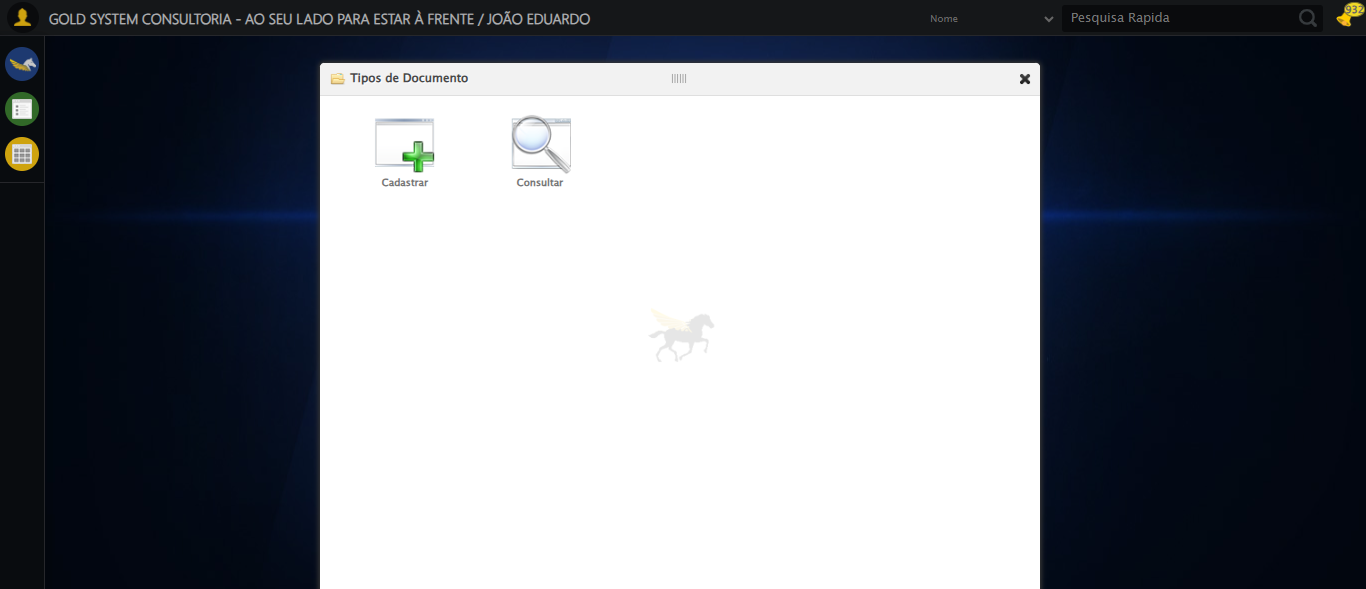 GOLD SYSTEM CONSULTORIA - AO SEU LADO PARA ESTAR À FRENTE / JOÃO EDUARDO
Nome
Pesquisa Rapida
932
Tipos de Documento
Cadastrar
Consultar